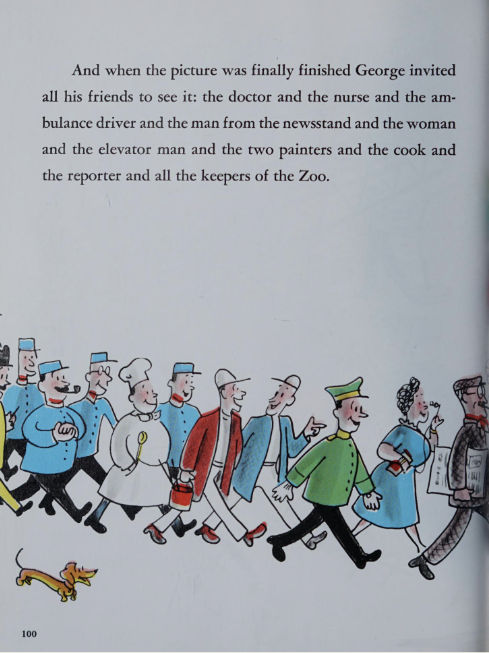 And when the picture was finally finished George invited
all his friends to see it: the doctor and the nurse and the am-
bulance driver and the man from the newsstand and the woman
and the elevator man and the two painters and the cook and
the reporter and all the keepers of the Zoo.
100